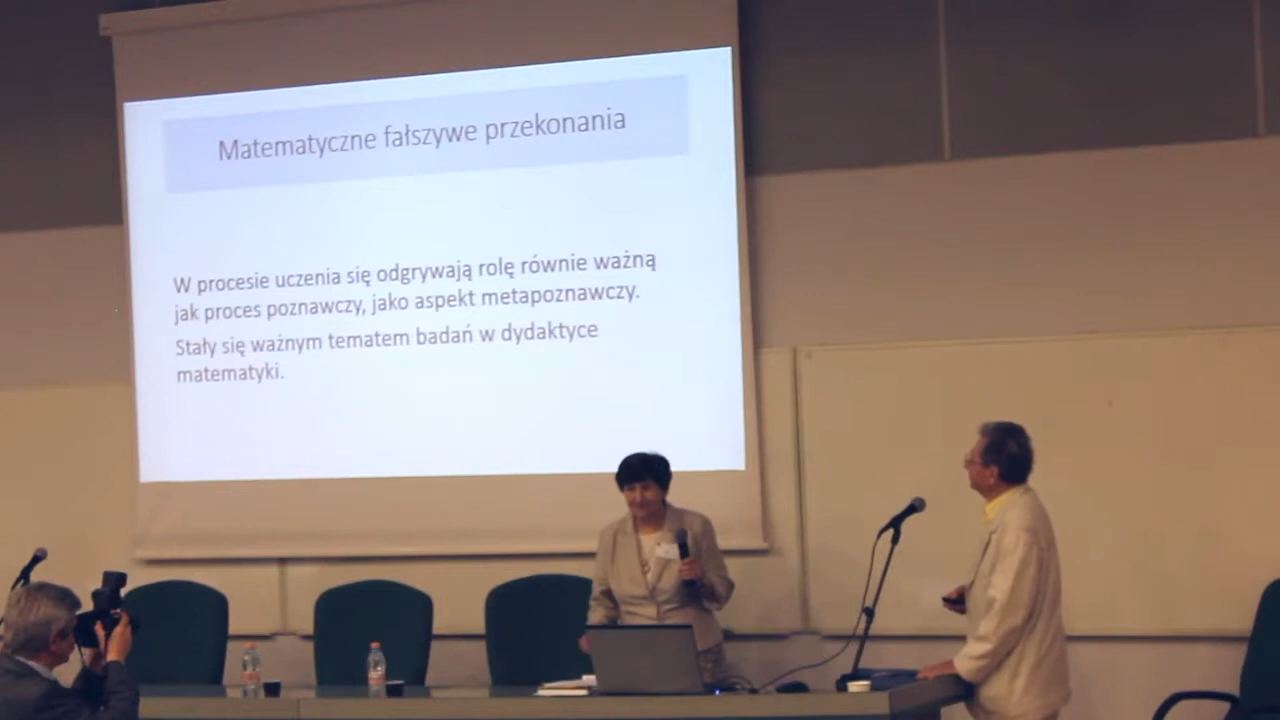 Matematyczne fałszywe przekonania
W procesie uczenia się odgrywają rolę równie ważną
jak proces poznawczy, jako aspekt metapoznawczy.
Stały się ważnym tematem badań w dydaktyce
matematyki.